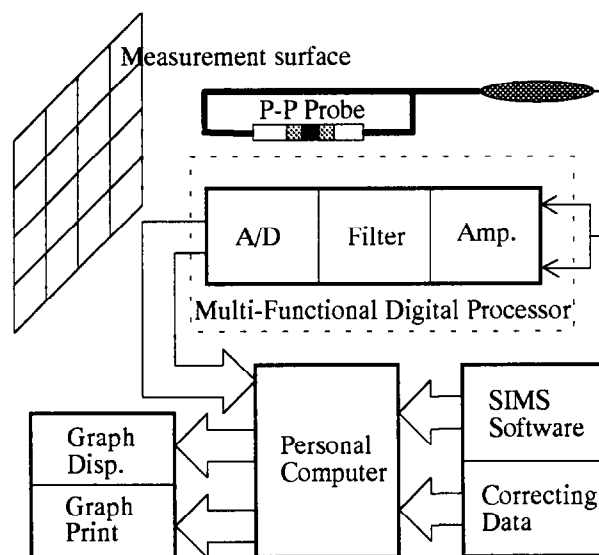 Measurement surface
P-P Probe
A/D
Filter
Amp.
Multi-Functional Digital Processor
Graph
Disp.
Graph
Print
Personal
Computer
SIMS
Software
Correcting
Data